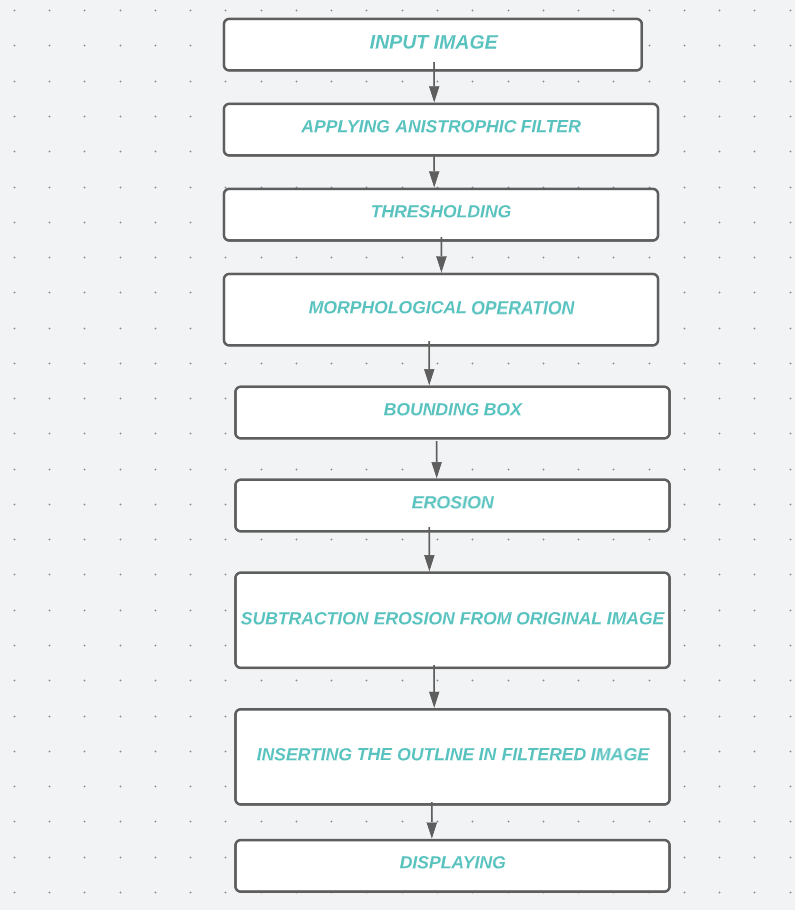 INPUT IMAGE
APPLYING ANISTROPHIC FILTER
THRESHOLDING
MORPHOLOGICAL OPERATION
BOUNDING BOX
EROSION
SUBTRACTION EROSION FROM ORIGINAL IMAGE
INSERTING THE OUTLINE IN FILTERED IMAGE
DISPLAYING